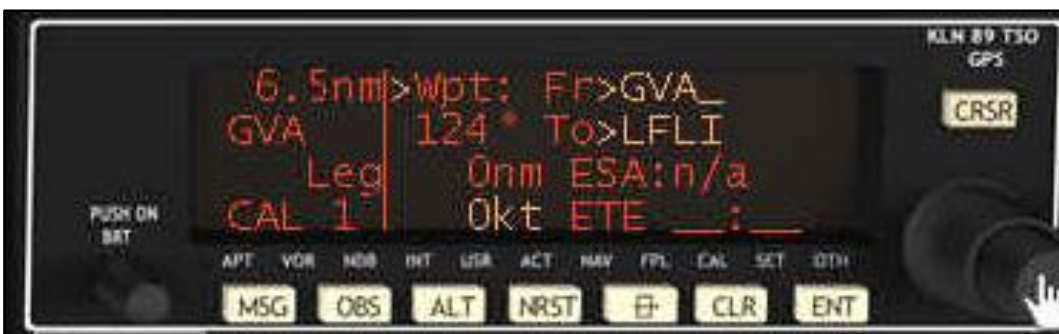 KLN 89 TSO
GPS
CRSR
6.5nm>Wpt: Fr>GVA_
GVA 124° To>LFLI
Leg 0nm ESA:n/a
CAL 1 0kt ETE __:__
PUSH ON
BRT
APT VOR NDB INT USR ACT NAV FPL CAL SET OTH
MSG OBS ALT NRST D CLR ENT